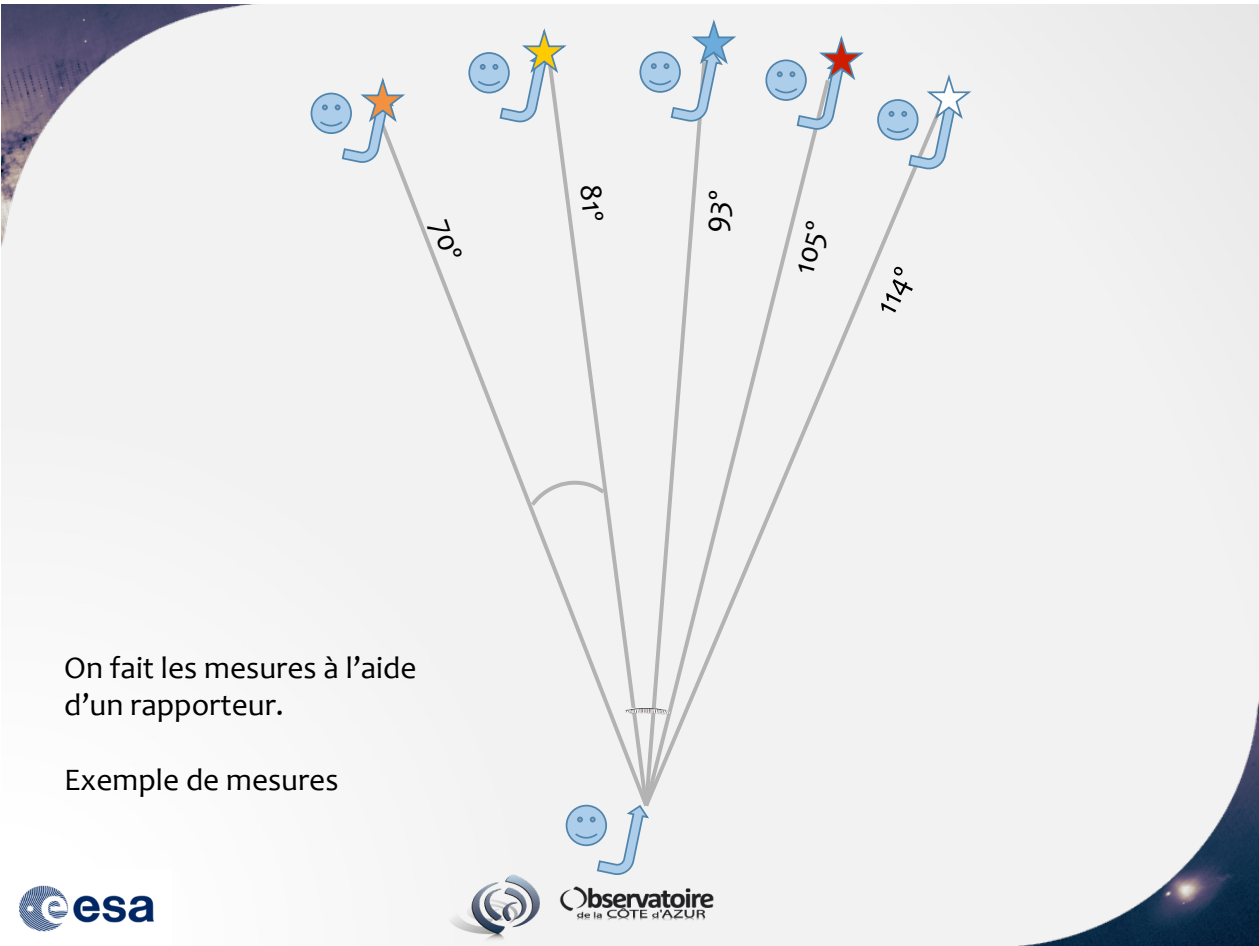 70°
81°
93°
105°
114°
On fait les mesures à l’aide
d’un rapporteur.
Exemple de mesures
esa
Observatoire
de la CÔTE d'AZUR